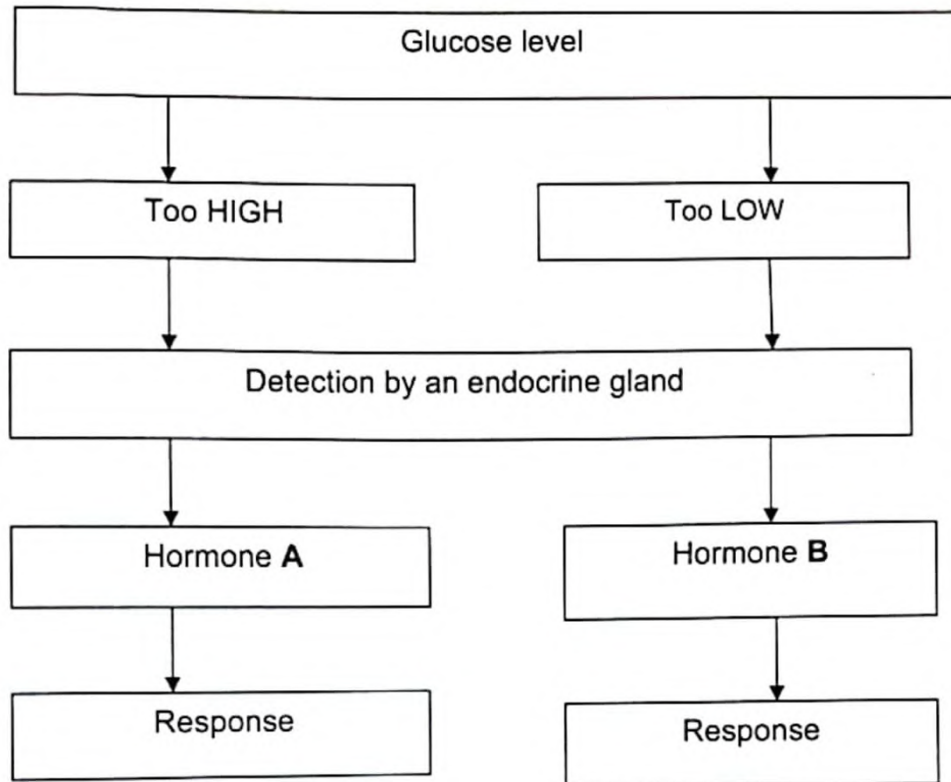 Glucose level
Too HIGH
Too LOW
Detection by an endocrine gland
Hormone A
Hormone B
Response
Response